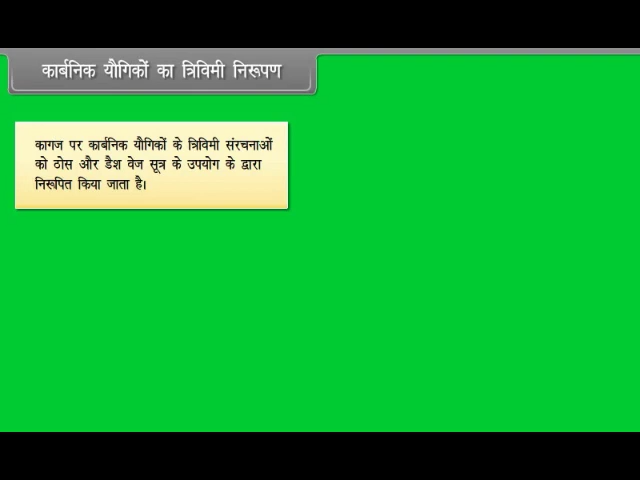 कार्बनिक यौगिकों का त्रिविमी निरूपण
कागज पर कार्बनिक यौगिकों के त्रिविमी संरचनाओं
को ठोस और डैश वेज सूत्र के उपयोग के द्वारा
निरूपित किया जाता है।